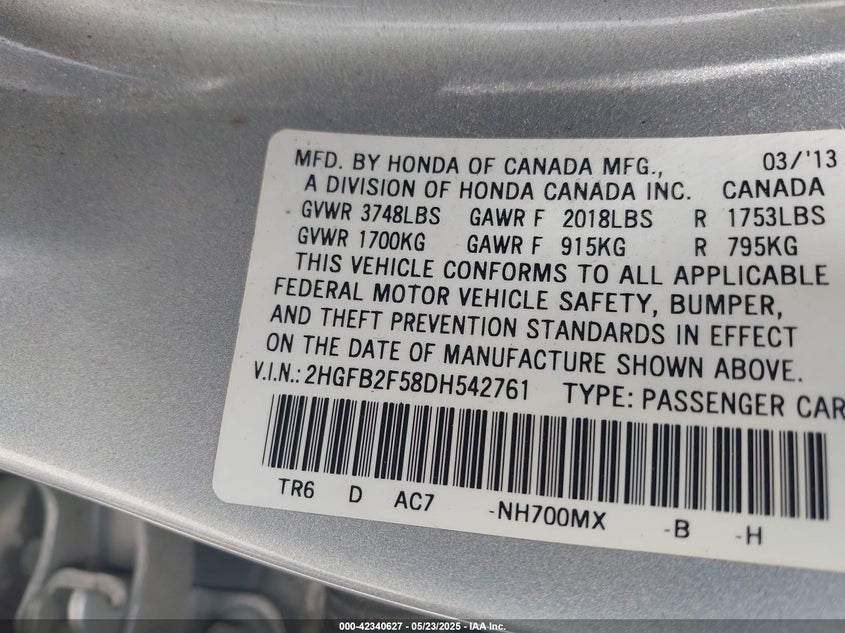 MFD. BY HONDA OF CANADA MFG., 03/'13
A DIVISION OF HONDA CANADA INC. CANADA
GVWR 3748LBS GAWR F 2018LBS R 1753LBS
GVWR 1700KG GAWR F 915KG R 795KG
THIS VEHICLE CONFORMS TO ALL APPLICABLE
FEDERAL MOTOR VEHICLE SAFETY, BUMPER,
AND THEFT PREVENTION STANDARDS IN EFFECT
ON THE DATE OF MANUFACTURE SHOWN ABOVE.
V.I.N.: 2HGFB2F58DH542761 TYPE: PASSENGER CAR
TR6 D AC7 -NH700MX -B -H
000-42340627 - 05/23/2025 - IAA Inc.